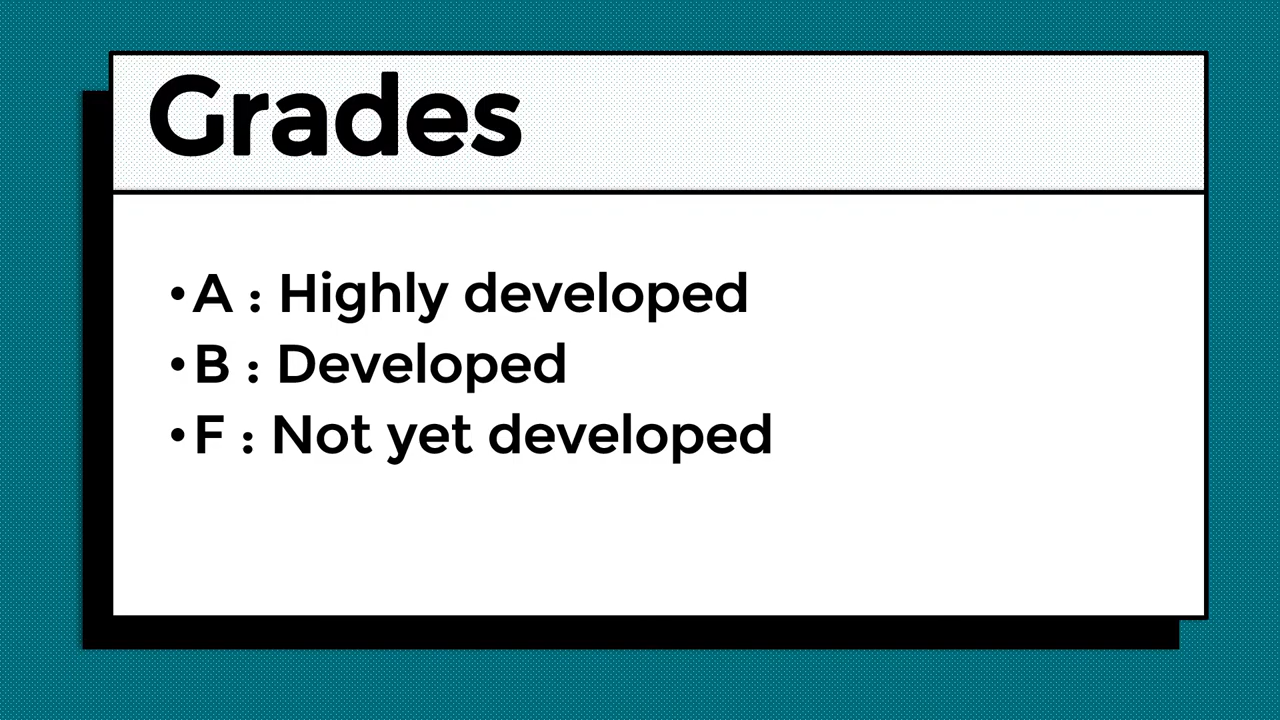 Grades
•A : Highly developed
•B : Developed
•F : Not yet developed